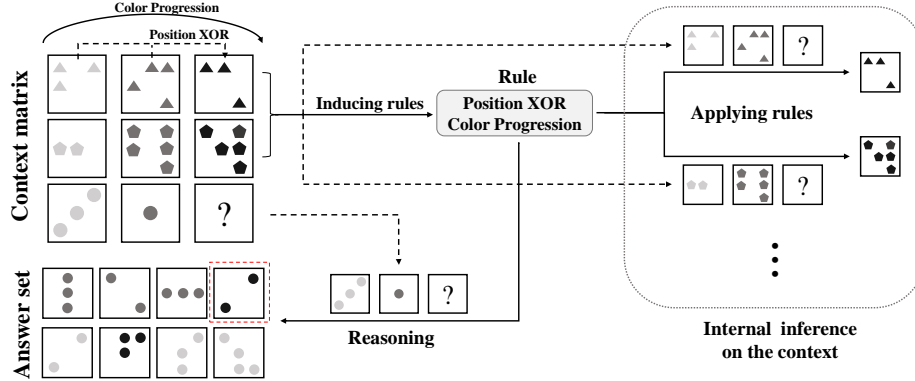 Color Progression
Position XOR
Context matrix
?
Answer set
Inducing rules
Rule
Position XOR
Color Progression
?
Reasoning
?
Applying rules
?
Internal inference
on the context